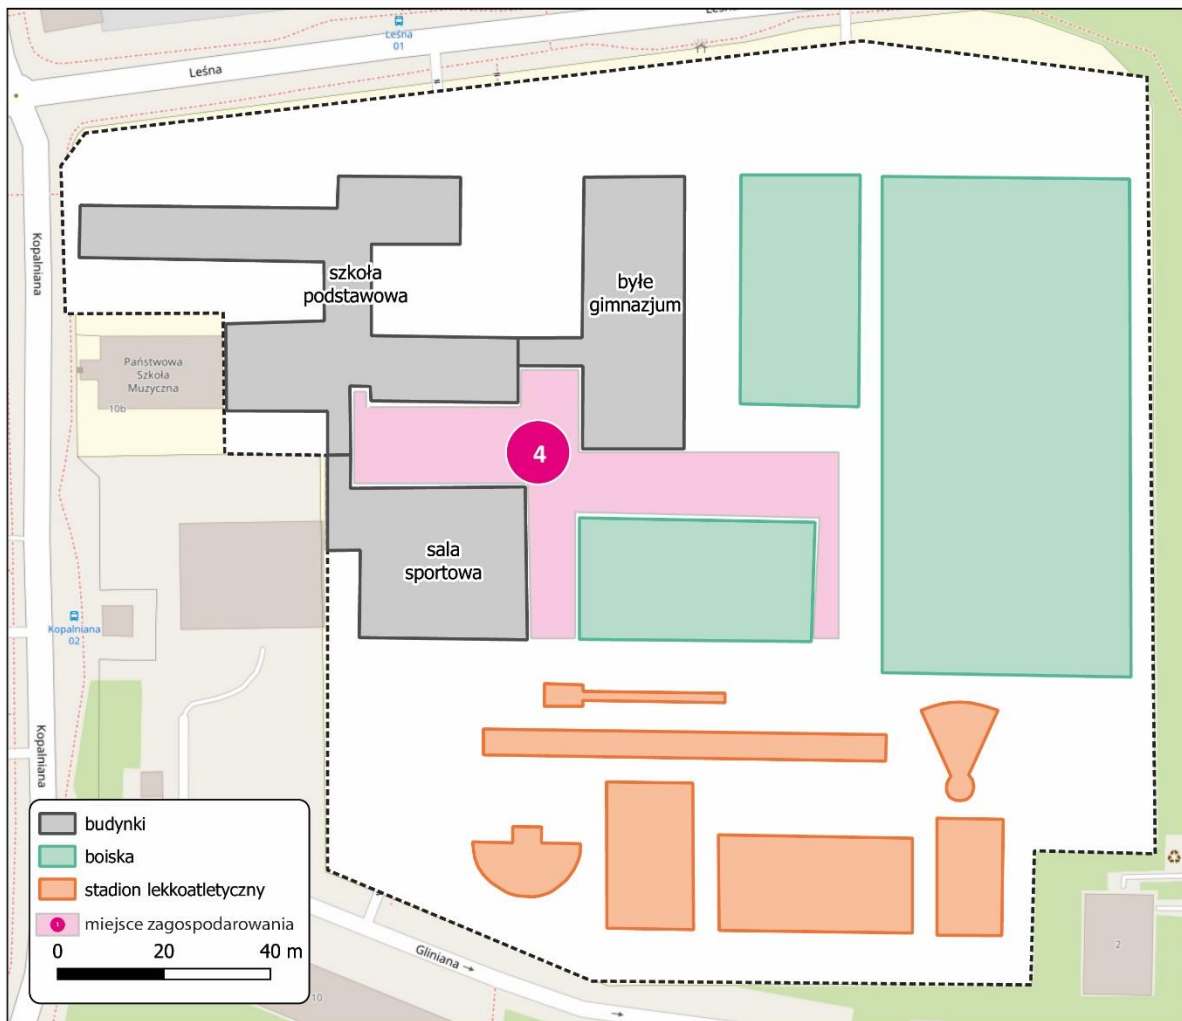 Leśna
01
Leśna
Kopalniana
szkoła
podstawowa
byłe
gimnazjum
Państwowa
Szkoła
Muzyczna
10b
4
sala
sportowa
Kopalniana
02
Kopalniana
budynki
boiska
stadion lekkoatletyczny
1
miejsce zagospodarowania
0 20 40 m
Gliniana →
→
10
2